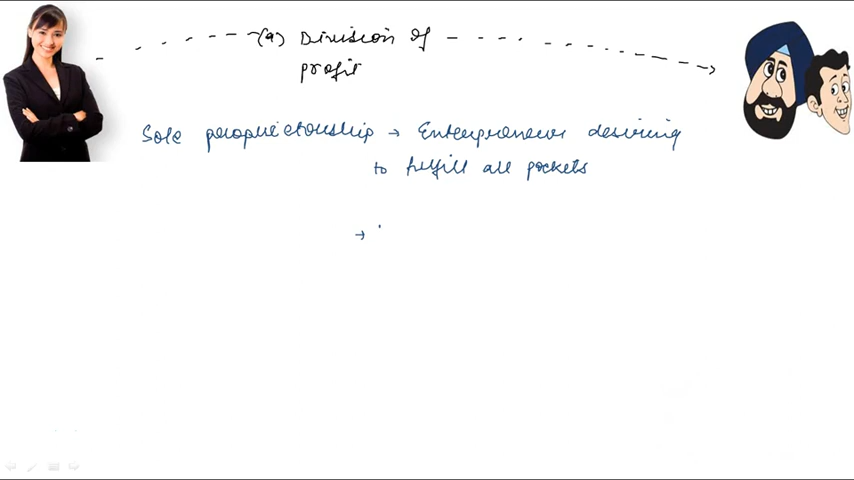 (a) Division of
profit
Sole proprietorship → Entrepreneur desiring
to fulfill all pockets
→